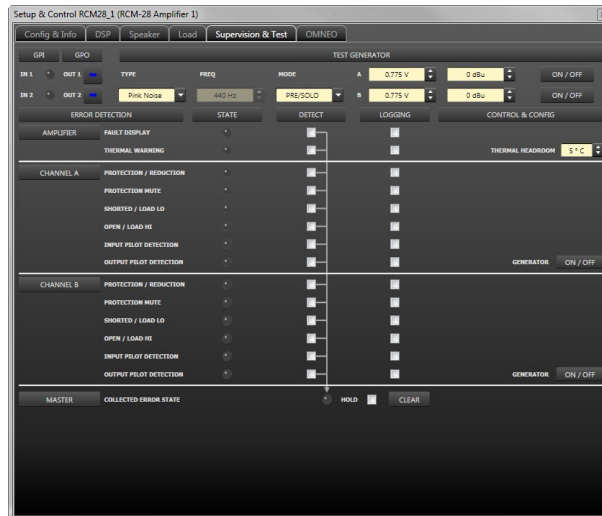 Setup & Control RCM28_1 (RCM-28 Amplifier 1)
Config & Info DSP Speaker Load Supervision & Test OMNEO
GPI GPO TEST GENERATOR
IN 1 OUT 1 TYPE FREQ MODE A 0.775 V 0 dBu ON / OFF
IN 2 OUT 2 Pink Noise 440 Hz PRE/SOLO B 0.775 V 0 dBu ON / OFF
ERROR DETECTION STATE DETECT LOGGING CONTROL & CONFIG
AMPLIFIER FAULT DISPLAY
THERMAL WARNING THERMAL HEADROOM 5 ° C
CHANNEL A PROTECTION / REDUCTION
PROTECTION MUTE
SHORTED / LOAD LO
OPEN / LOAD HI
INPUT PILOT DETECTION
OUTPUT PILOT DETECTION GENERATOR ON / OFF
CHANNEL B PROTECTION / REDUCTION
PROTECTION MUTE
SHORTED / LOAD LO
OPEN / LOAD HI
INPUT PILOT DETECTION
OUTPUT PILOT DETECTION GENERATOR ON / OFF
MASTER COLLECTED ERROR STATE HOLD CLEAR